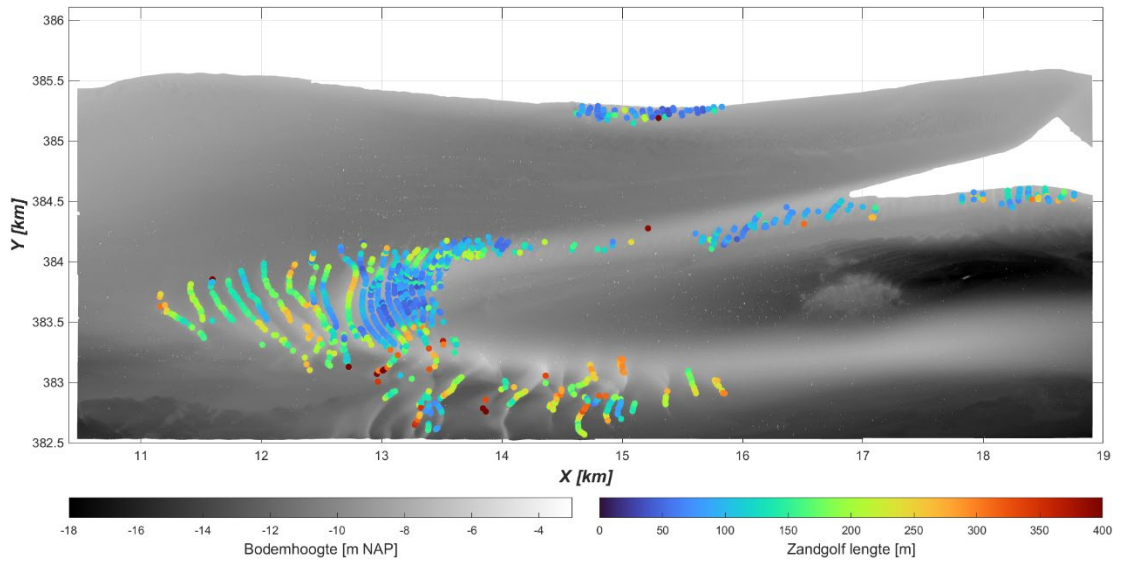 386
385.5
385
384.5
384
383.5
383
382.5
Y [km]
11 12 13 14 15 16 17 18 19
X [km]
-18 -16 -14 -12 -10 -8 -6 -4
Bodemhoogte [m NAP]
0 50 100 150 200 250 300 350 400
Zandgolf lengte [m]